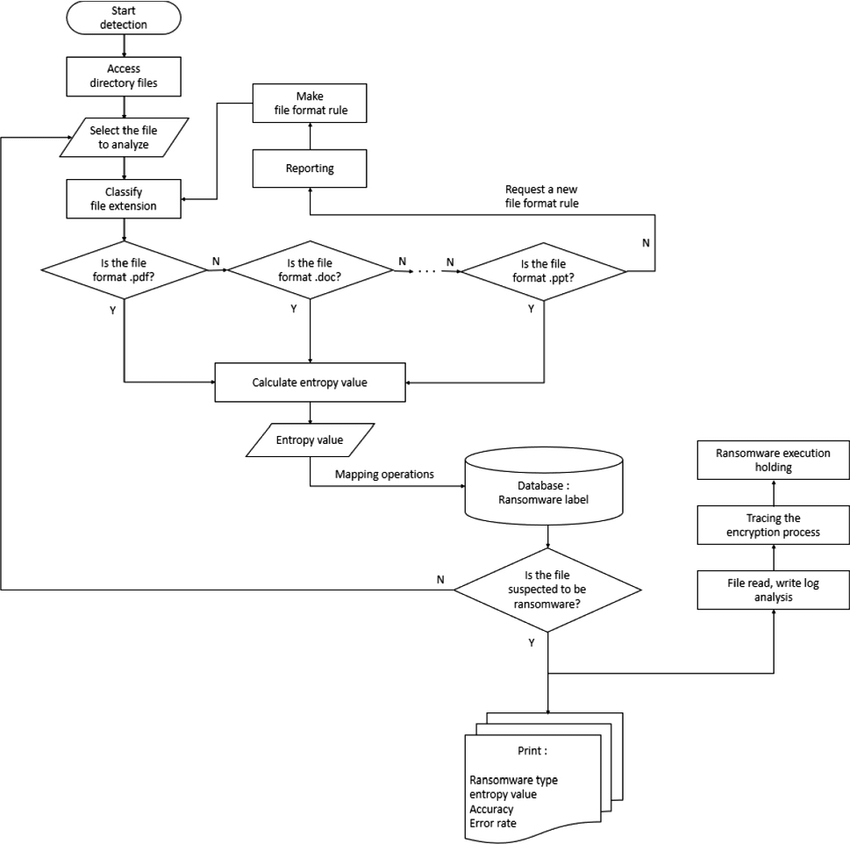 Start
detection
Access
directory files
Make
file format rule
Select the file
to analyze
Reporting
Classify
file extension
Request a new
file format rule
N
Is the file
format .pdf?
N
Is the file
format .doc?
N
. . .
N
Is the file
format .ppt?
Y
Y
Y
Calculate entropy value
Entropy value
Mapping operations
Database :
Ransomware label
Ransomware execution
holding
Tracing the
encryption process
File read, write log
analysis
N
Is the file
suspected to be
ransomware?
Y
Print :
Ransomware type
entropy value
Accuracy
Error rate